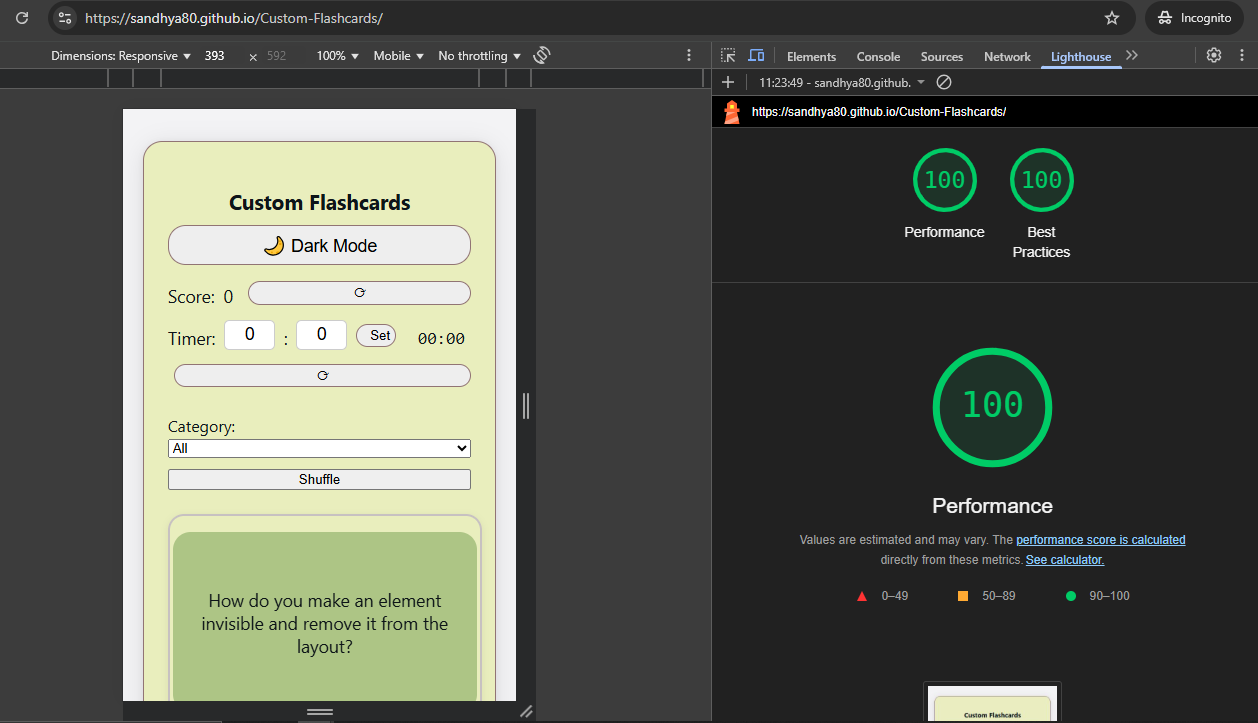 https://sandhya80.github.io/Custom-Flashcards/
Incognito
Dimensions: Responsive 393 × 592 100% Mobile No throttling
Elements Console Sources Network Lighthouse
11:23:49 - sandhya80.github.
https://sandhya80.github.io/Custom-Flashcards/
Custom Flashcards
Dark Mode
Score: 0
Timer: 0 : 0 Set 00:00
Category:
All
Shuffle
How do you make an element
invisible and remove it from the
layout?
100 100
Performance Best
Practices
100
Performance
Values are estimated and may vary. The performance score is calculated
directly from these metrics. See calculator.
0–49 50–89 90–100
Custom Flashcards